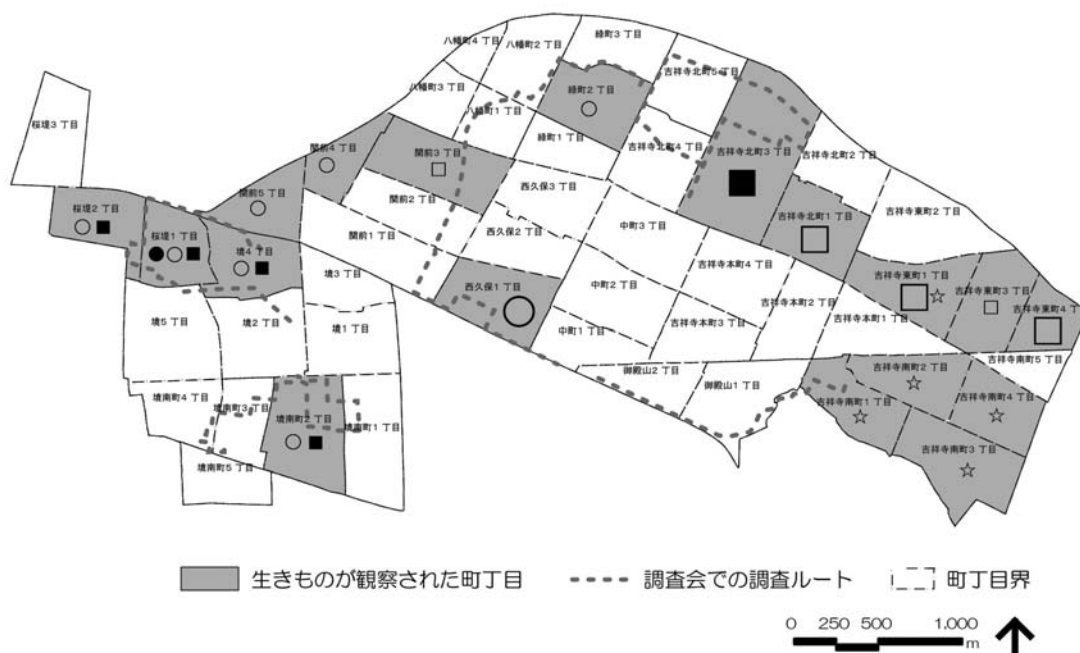 八幡町4 丁目
八幡町2 丁目
緑町3 丁目
吉祥寺北町5 丁目
八幡町3 丁目
緑町2 丁目
桜堤3 丁目
八幡町1 丁目
緑町1 丁目
吉祥寺北町4 丁目
吉祥寺北町3 丁目
吉祥寺北町2 丁目
関前4 丁目
関前3 丁目
西久保3 丁目
関前5 丁目
関前2 丁目
吉祥寺北町1 丁目
吉祥寺東町2 丁目
桜堤2 丁目
桜堤1 丁目
関前1 丁目
西久保2 丁目
中町3 丁目
境4 丁目
境3 丁目
吉祥寺本町4 丁目
吉祥寺東町1 丁目
吉祥寺東町3 丁目
西久保1 丁目
中町2 丁目
吉祥寺本町2 丁目
吉祥寺東町4 丁目
境5 丁目
境2 丁目
境1 丁目
中町1 丁目
吉祥寺本町3 丁目
吉祥寺本町1 丁目
吉祥寺南町5 丁目
御殿山2 丁目
御殿山1 丁目
吉祥寺南町2 丁目
境南町4 丁目
境南町3 丁目
吉祥寺南町1 丁目
吉祥寺南町4 丁目
境南町2 丁目
境南町1 丁目
吉祥寺南町3 丁目
境南町5 丁目
生きものが観察された町丁目
調査会での調査ルート
町丁目界
0 250 500 1,000
m